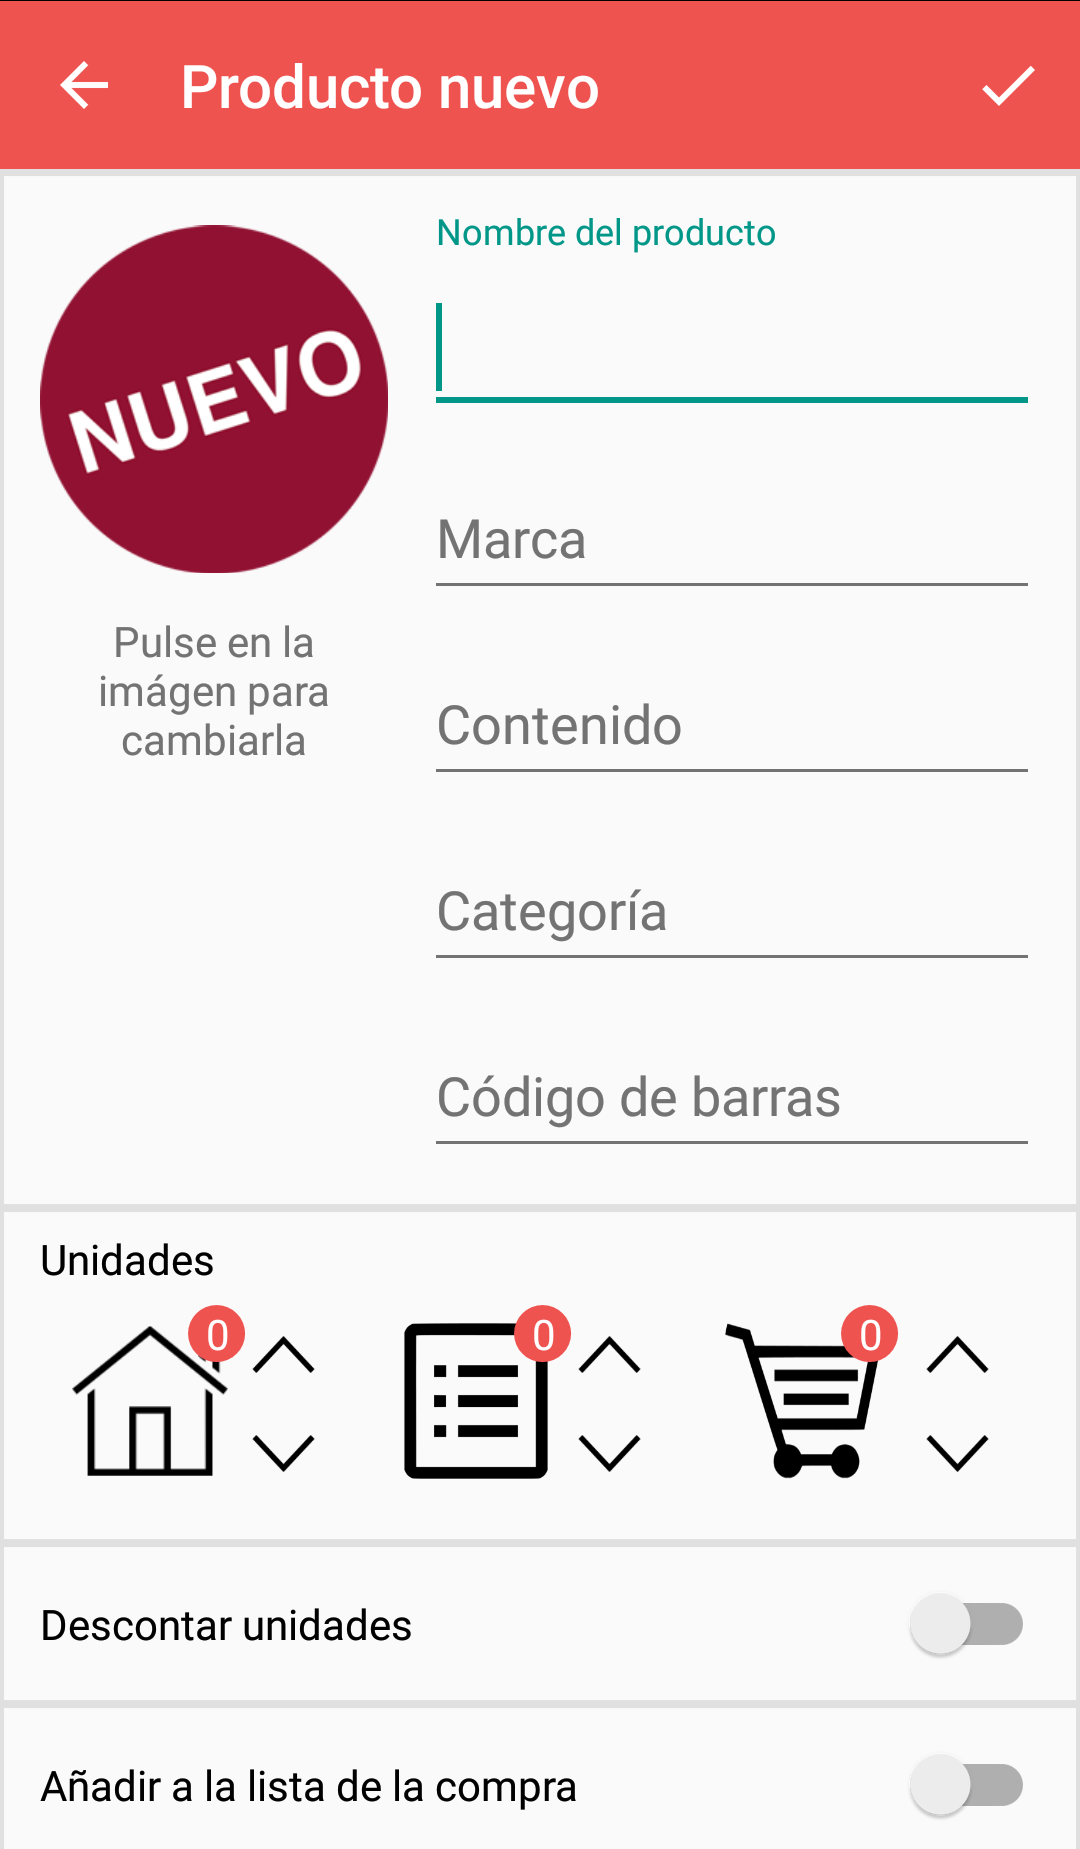 Producto nuevo
NUEVO
Pulse en la
imágen para
cambiarla
Nombre del producto
Marca
Contenido
Categoría
Código de barras
Unidades
0
0
0
Descontar unidades
Añadir a la lista de la compra